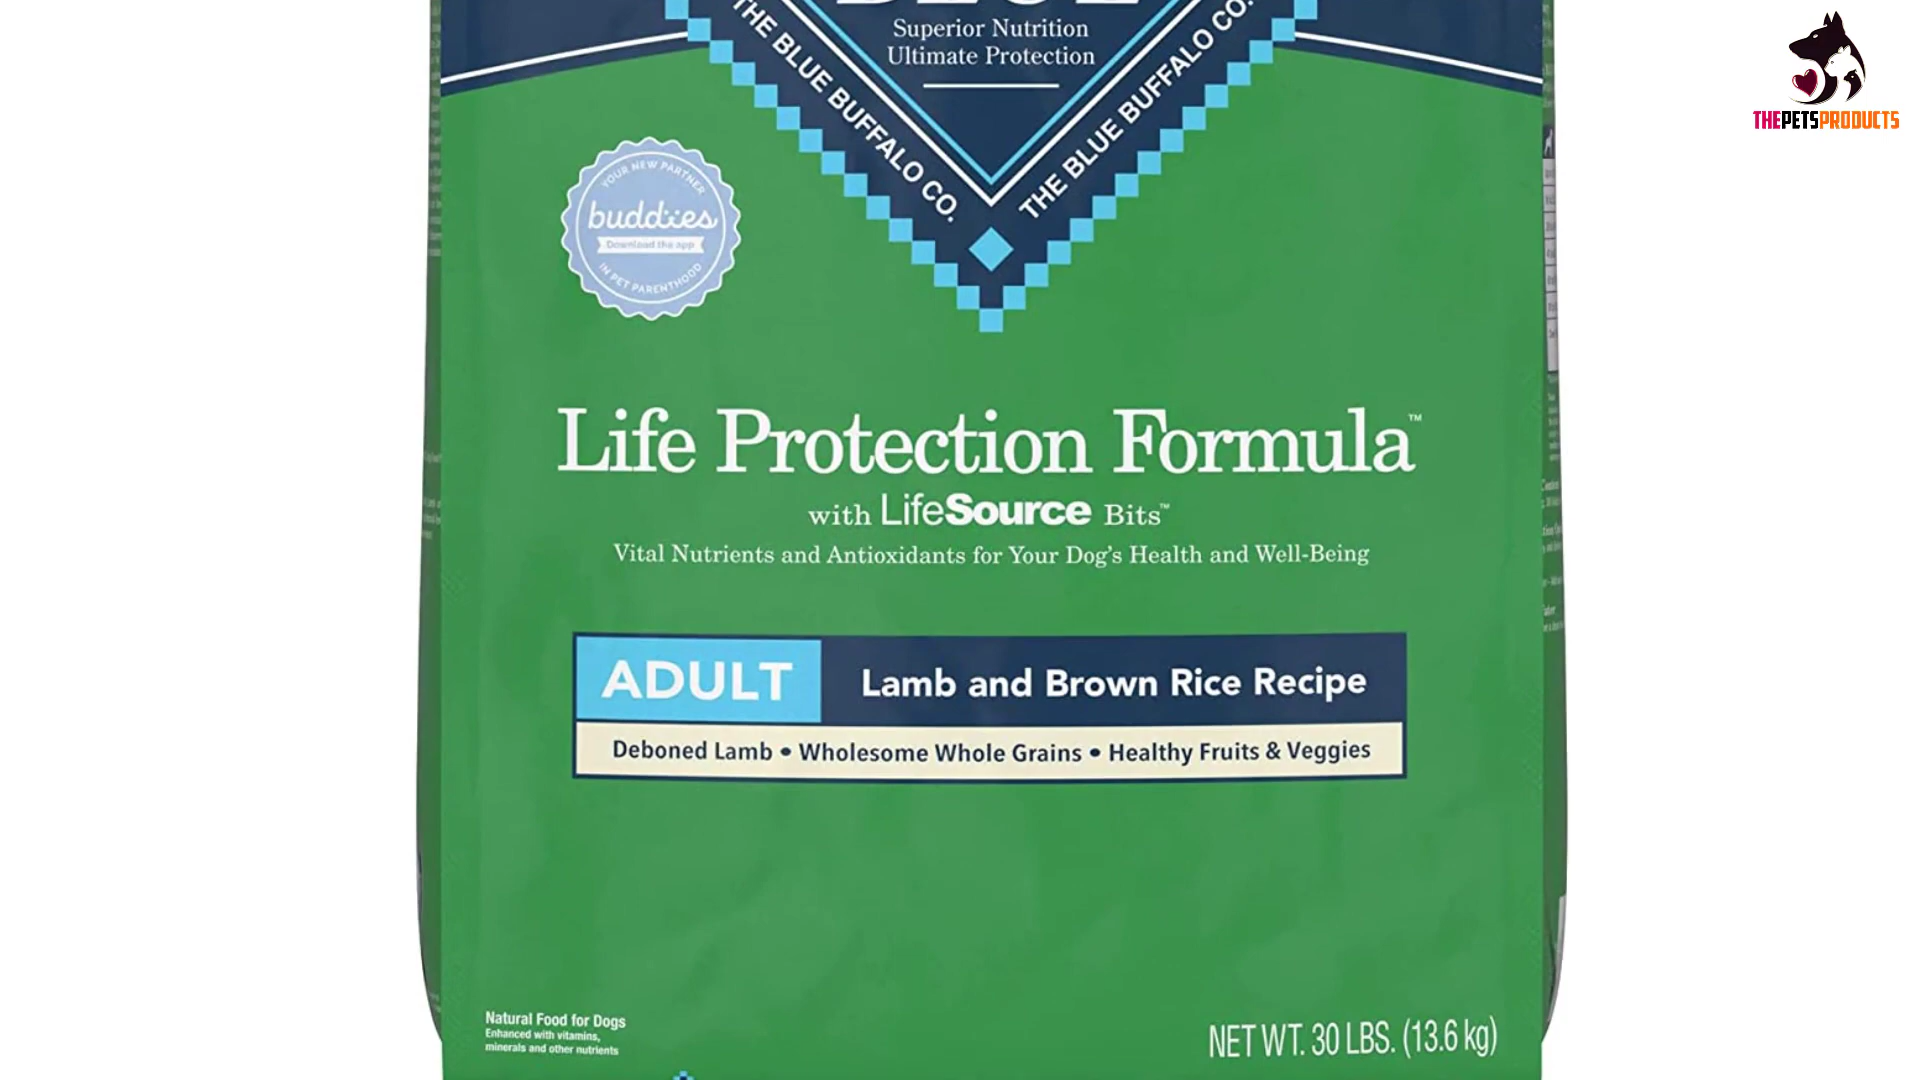 Superior Nutrition
Ultimate Protection
THE BLUE BUFFALO CO.
THE BLUE BUFFALO CO.
THEPETSPRODUCTS
YOUR NEW PARTNER
buddies
Download the app
IN PET PARENTHOOD
Life Protection Formula™
with LifeSource Bits™
Vital Nutrients and Antioxidants for Your Dog's Health and Well-Being
ADULT Lamb and Brown Rice Recipe
Deboned Lamb • Wholesome Whole Grains • Healthy Fruits & Veggies
Natural Food for Dogs
Enhanced with vitamins,
minerals and other nutrients
NET WT. 30 LBS. (13.6 kg)